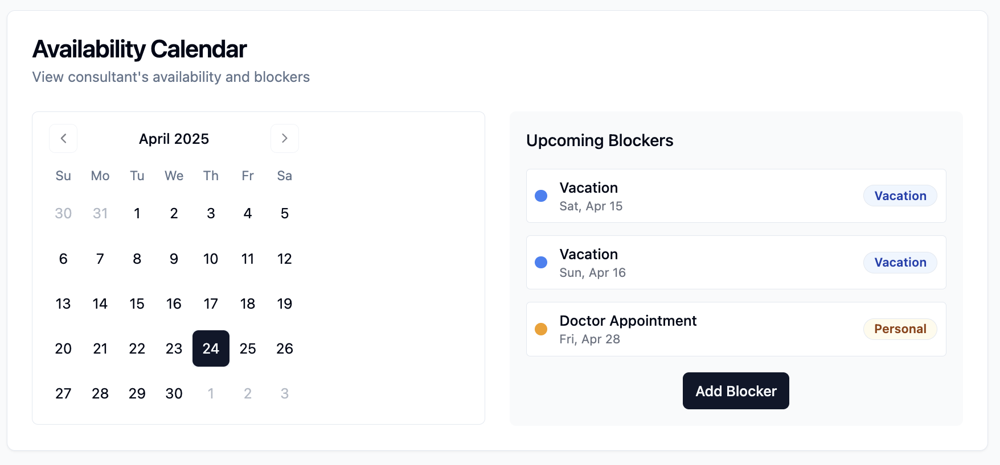 Availability Calendar
View consultant's availability and blockers
April 2025
Su Mo Tu We Th Fr Sa
30 31 1 2 3 4 5
6 7 8 9 10 11 12
13 14 15 16 17 18 19
20 21 22 23 24 25 26
27 28 29 30 1 2 3
Upcoming Blockers
Vacation
Sat, Apr 15
Vacation
Vacation
Sun, Apr 16
Vacation
Doctor Appointment
Fri, Apr 28
Personal
Add Blocker